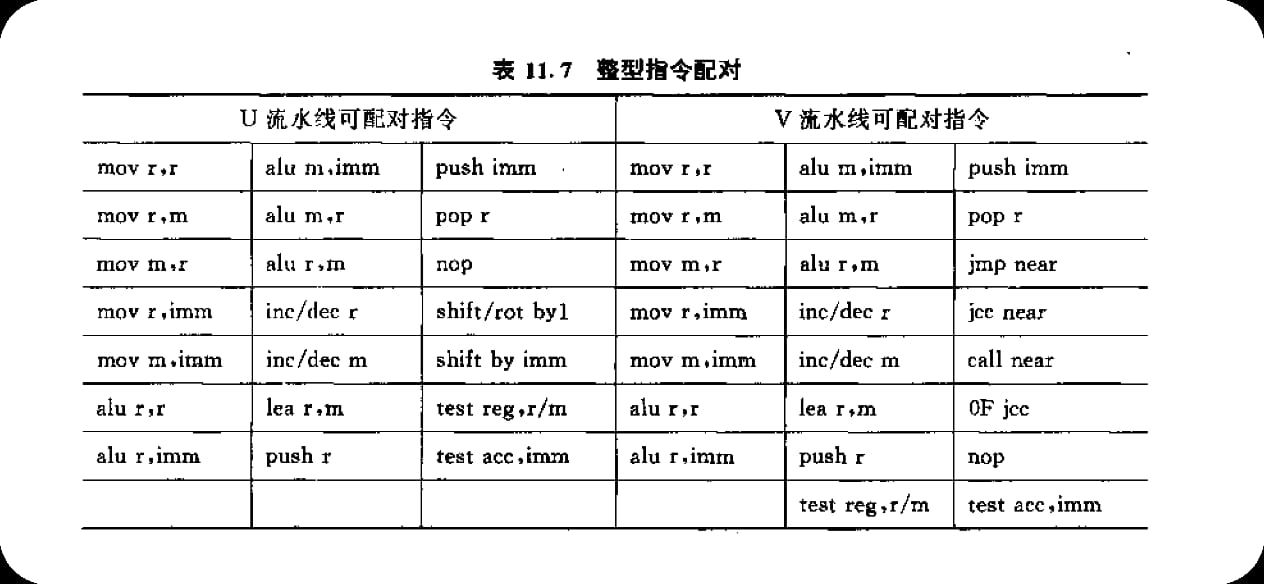 表 11.7 整型指令配对
U 流水线可配对指令 V 流水线可配对指令
mov r,r alu m,imm push imm mov r,r alu m,imm push imm
mov r,m alu m,r pop r mov r,m alu m,r pop r
mov m,r alu r,m nop mov m,r alu r,m jmp near
mov r,imm inc/dec r shift/rot by1 mov r,imm inc/dec r jcc near
mov m,imm inc/dec m shift by imm mov m,imm inc/dec m call near
alu r,r lea r,m test reg,r/m alu r,r lea r,m 0F jcc
alu r,imm push r test acc,imm alu r,imm push r nop
test reg,r/m test acc,imm